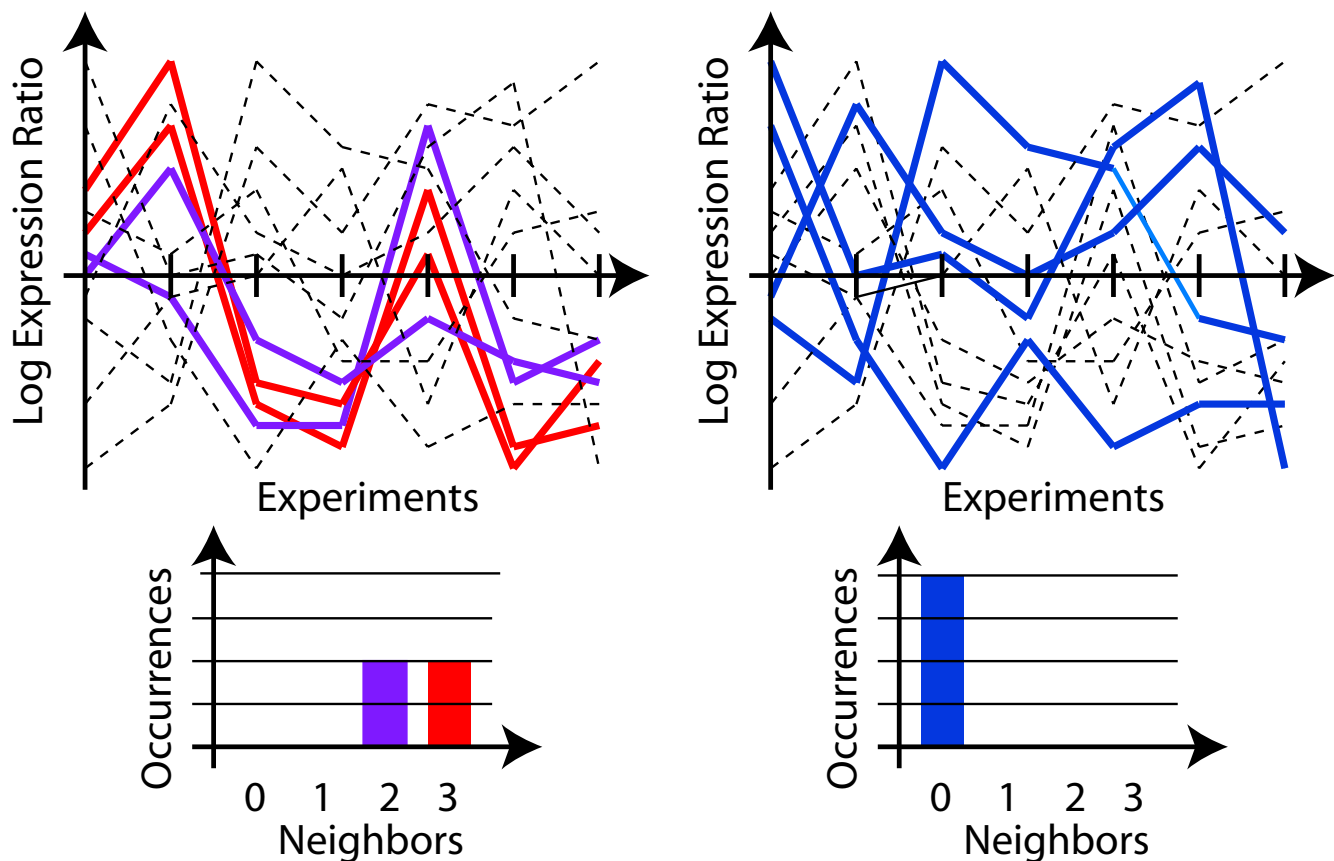 Log Expression Ratio
Experiments
Log Expression Ratio
Experiments
Occurrences
0 1 2 3
Neighbors
Occurrences
0 1 2 3
Neighbors